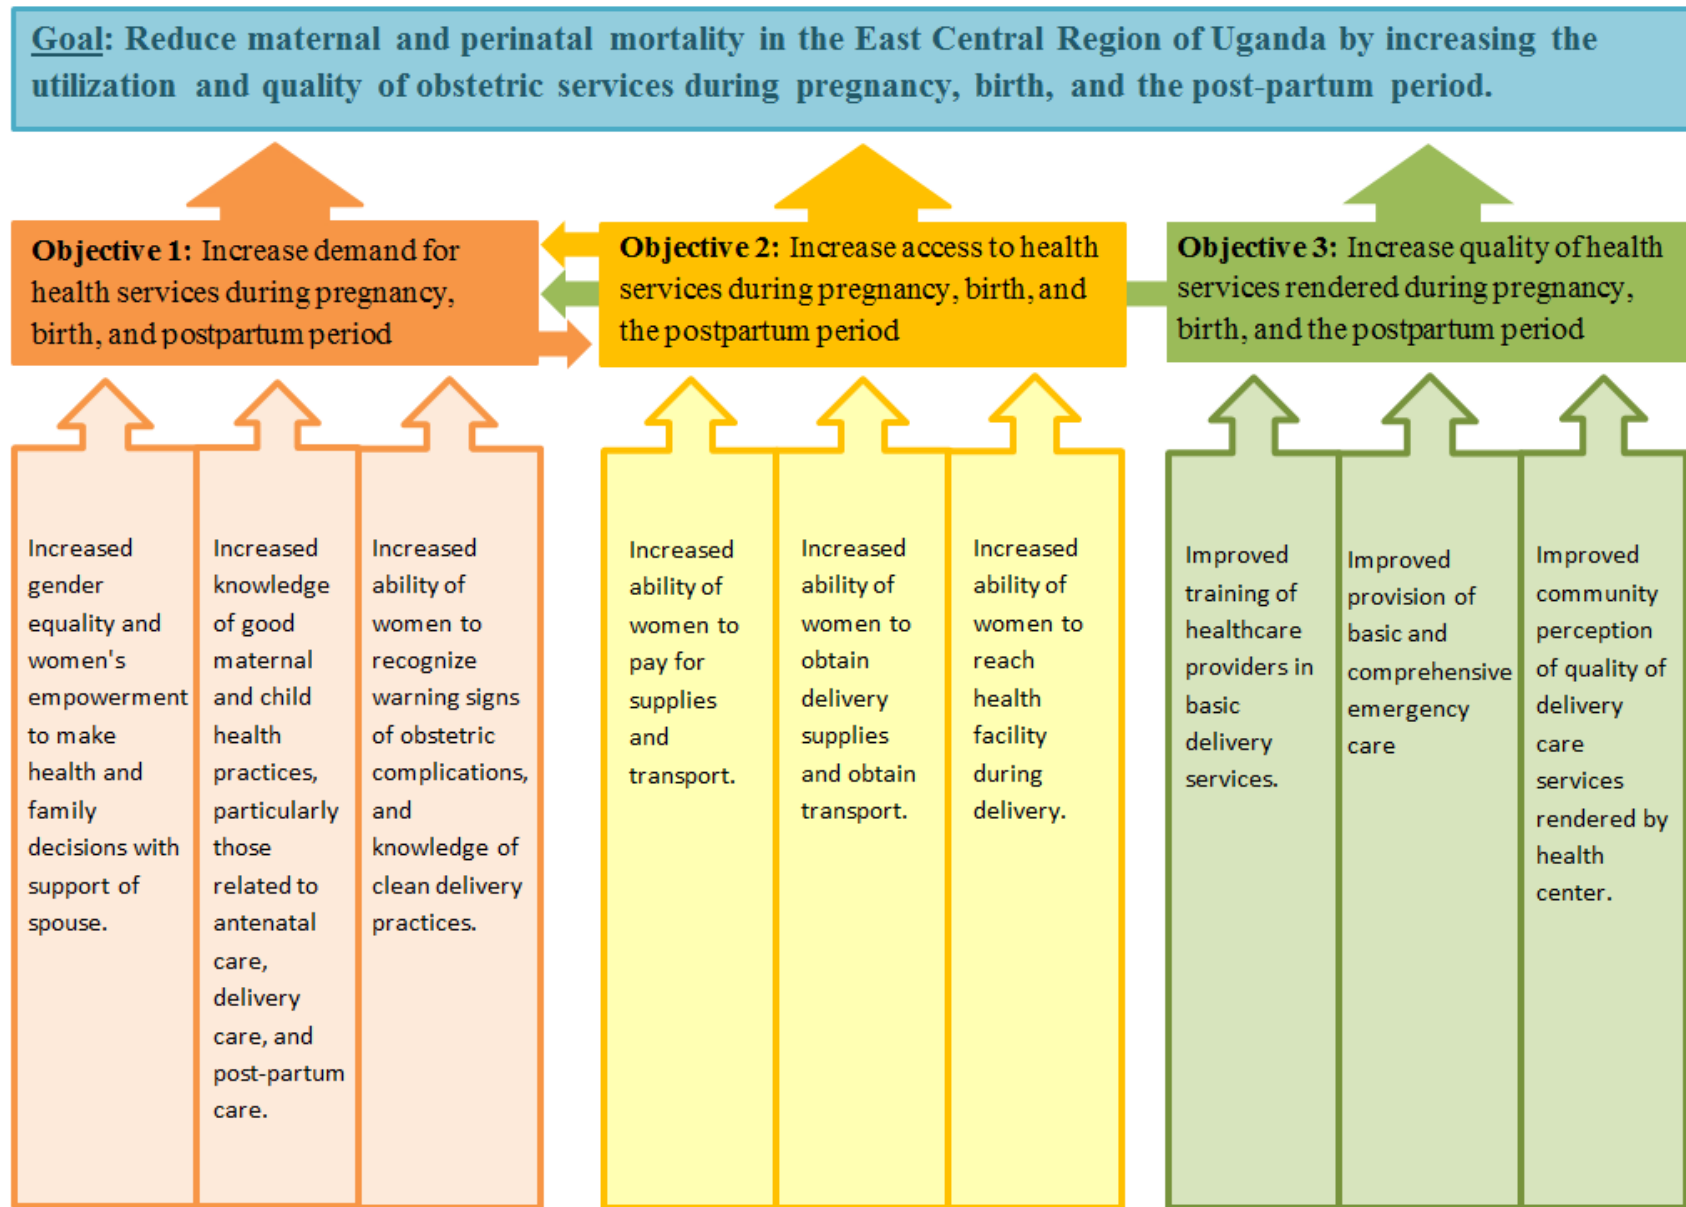 Goal: Reduce maternal and perinatal mortality in the East Central Region of Uganda by increasing the
utilization and quality of obstetric services during pregnancy, birth, and the post-partum period.
Objective 1: Increase demand for
health services during pregnancy,
birth, and postpartum period
Objective 2: Increase access to health
services during pregnancy, birth, and
the postpartum period
Objective 3: Increase quality of health
services rendered during pregnancy,
birth, and the postpartum period
Increased
gender
equality and
women's
empowerment
to make
health and
family
decisions with
support of
spouse.
Increased
knowledge
of good
maternal
and child
health
practices,
particularly
those
related to
antenatal
care,
delivery
care, and
post-partum
care.
Increased
ability of
women to
recognize
warning signs
of obstetric
complications,
and
knowledge of
clean delivery
practices.
Increased
ability of
women to
pay for
supplies
and
transport.
Increased
ability of
women to
obtain
delivery
supplies
and obtain
transport.
Increased
ability of
women to
reach
health
facility
during
delivery.
Improved
training of
healthcare
providers in
basic
delivery
services.
Improved
provision of
basic and
comprehensive
emergency
care
Improved
community
perception
of quality of
delivery
care
services
rendered by
health
center.